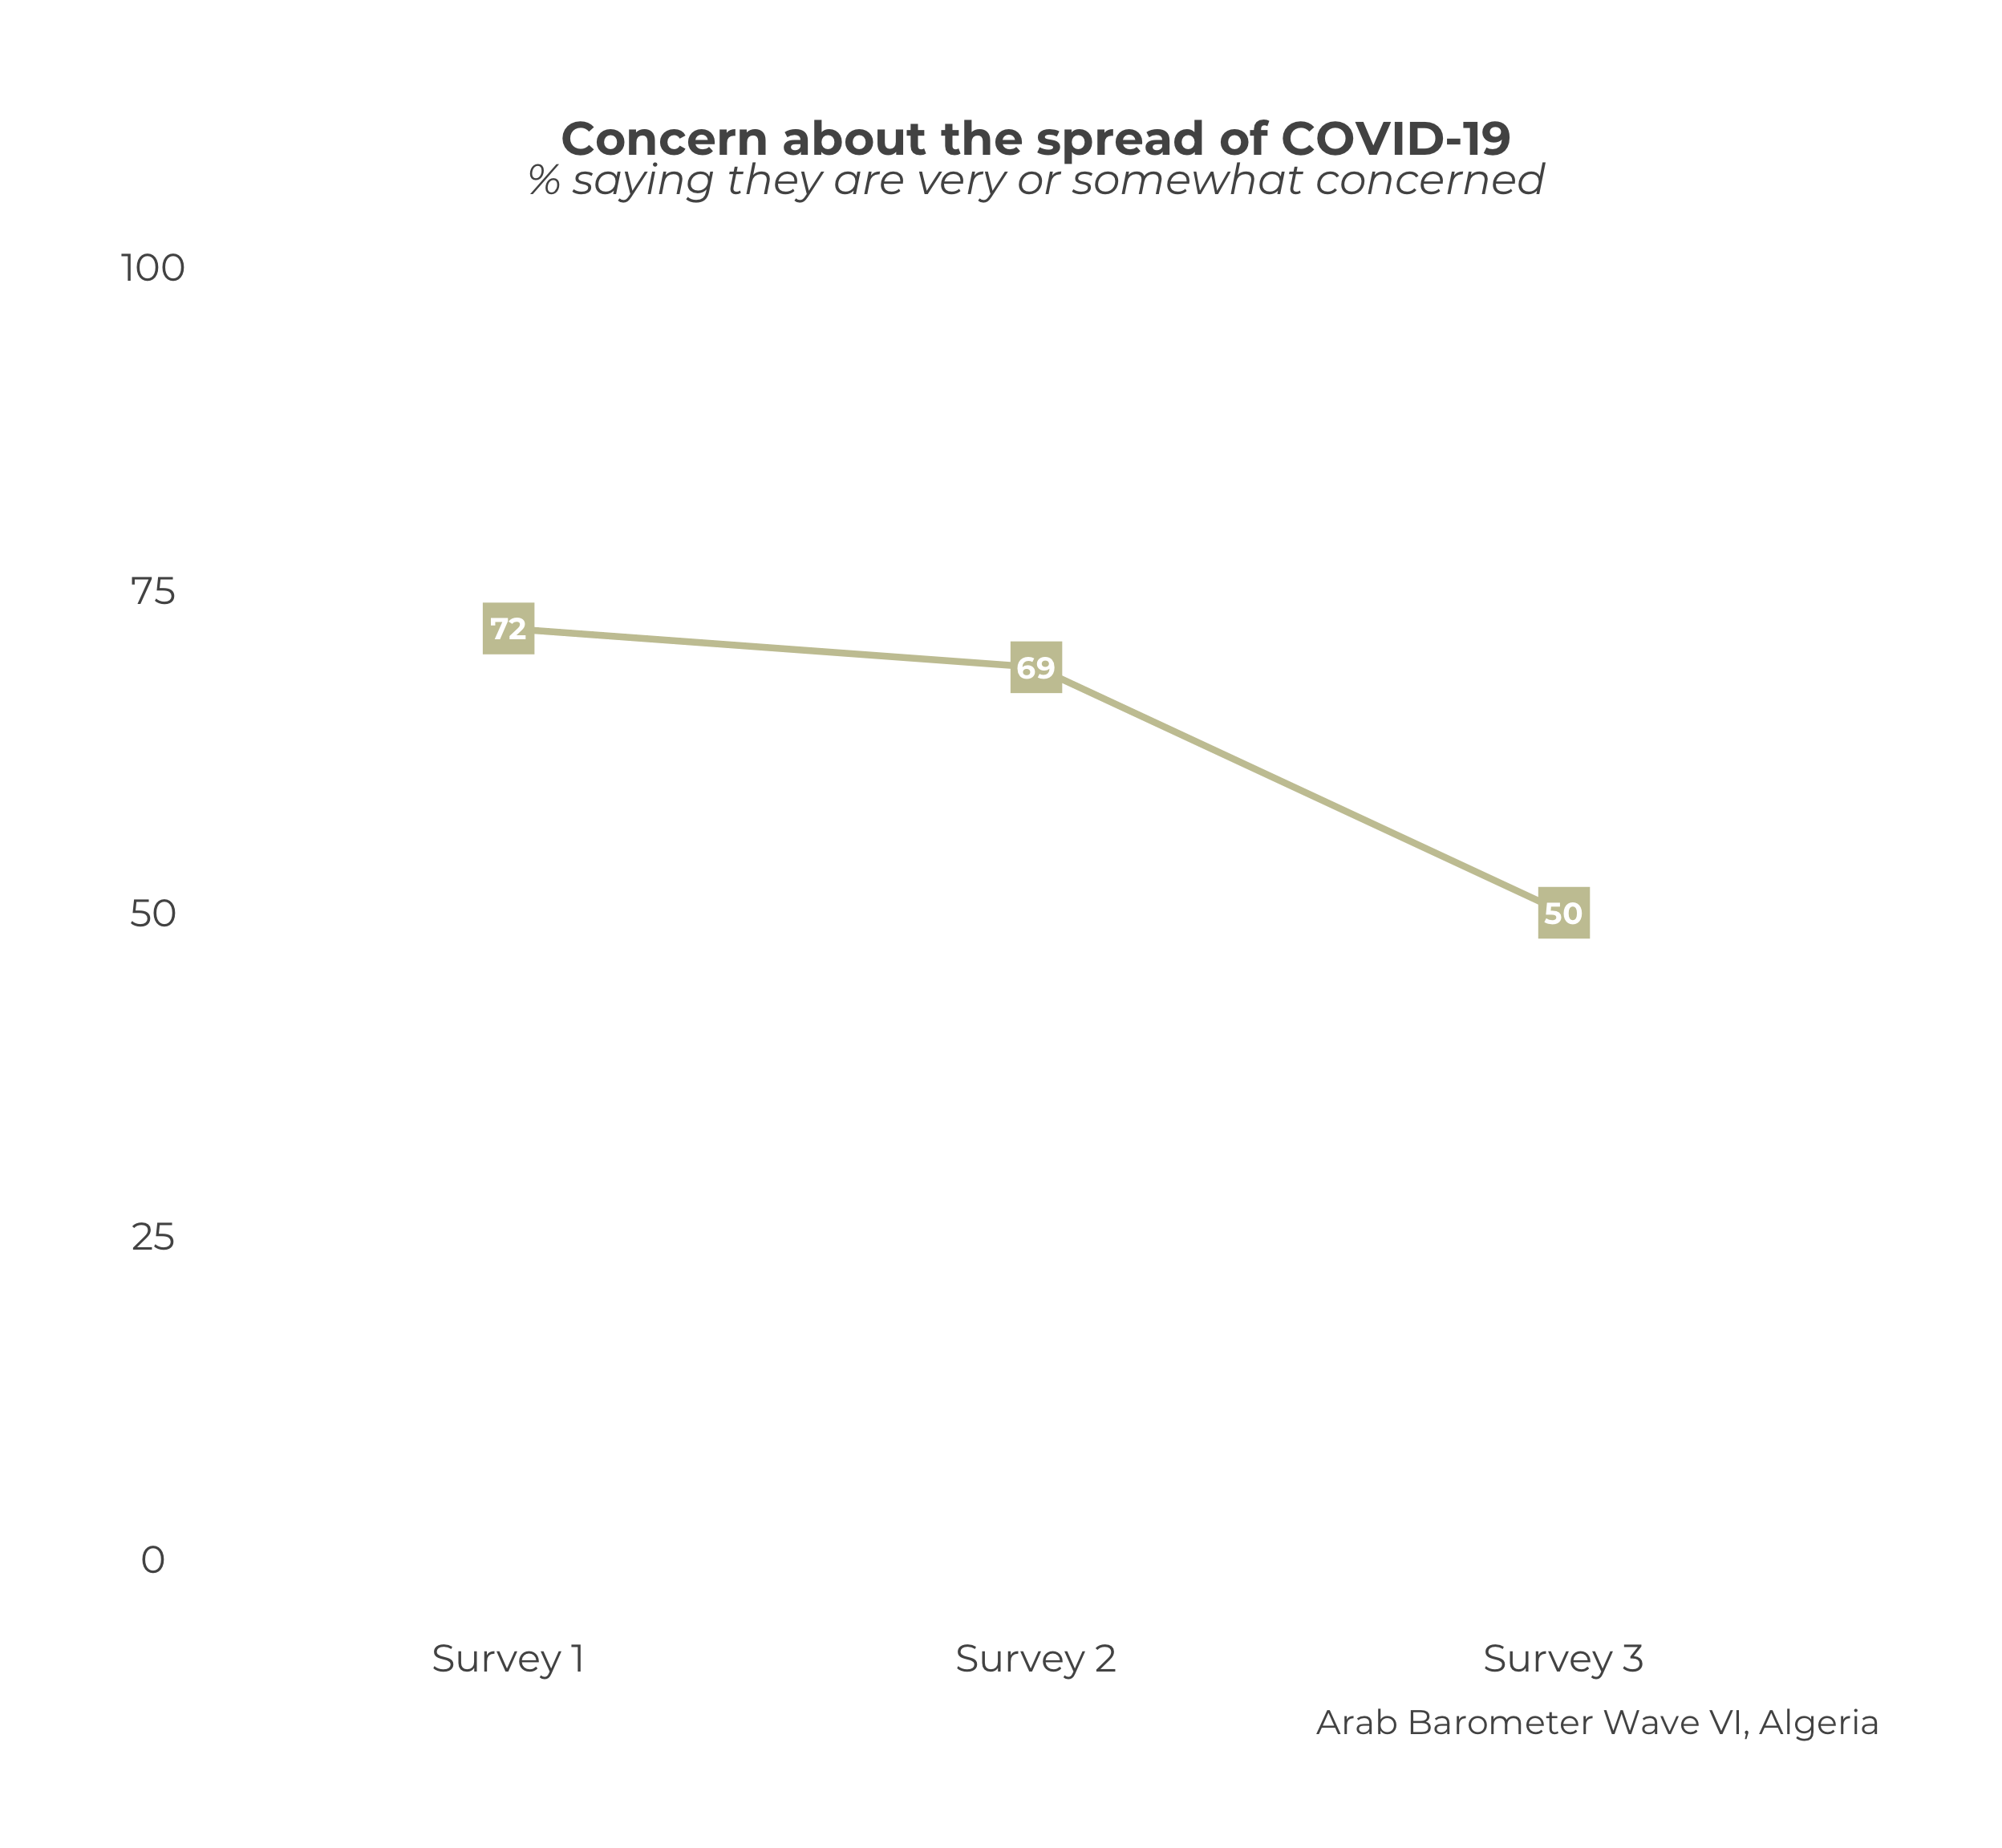 Concern about the spread of COVID-19
% saying they are very or somewhat concerned
100
75
72
69
50
50
25
0
Survey 1 Survey 2 Survey 3
Arab Barometer Wave VI, Algeria